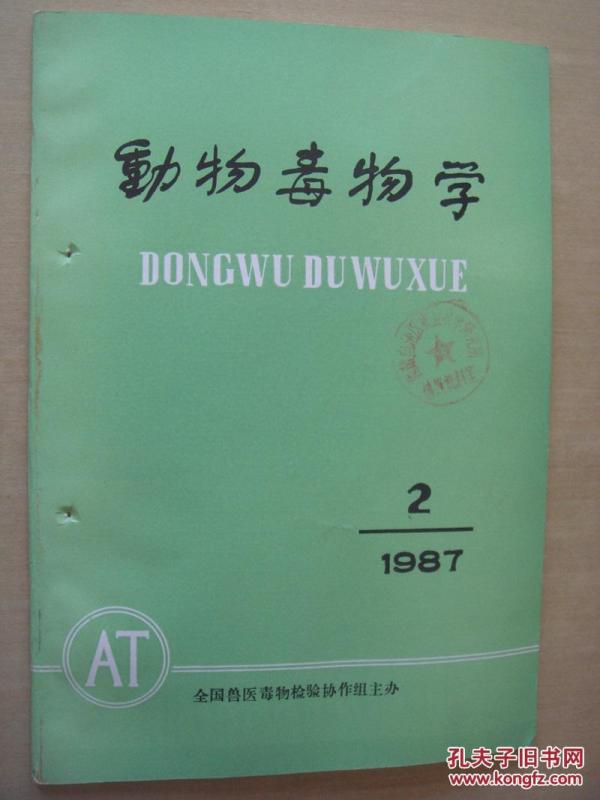 動物毒物学
DONGWU DUWUXUE
2
1987
AT
全国兽医毒物检验协作组主办
孔夫子旧书网
www.kongfz.com